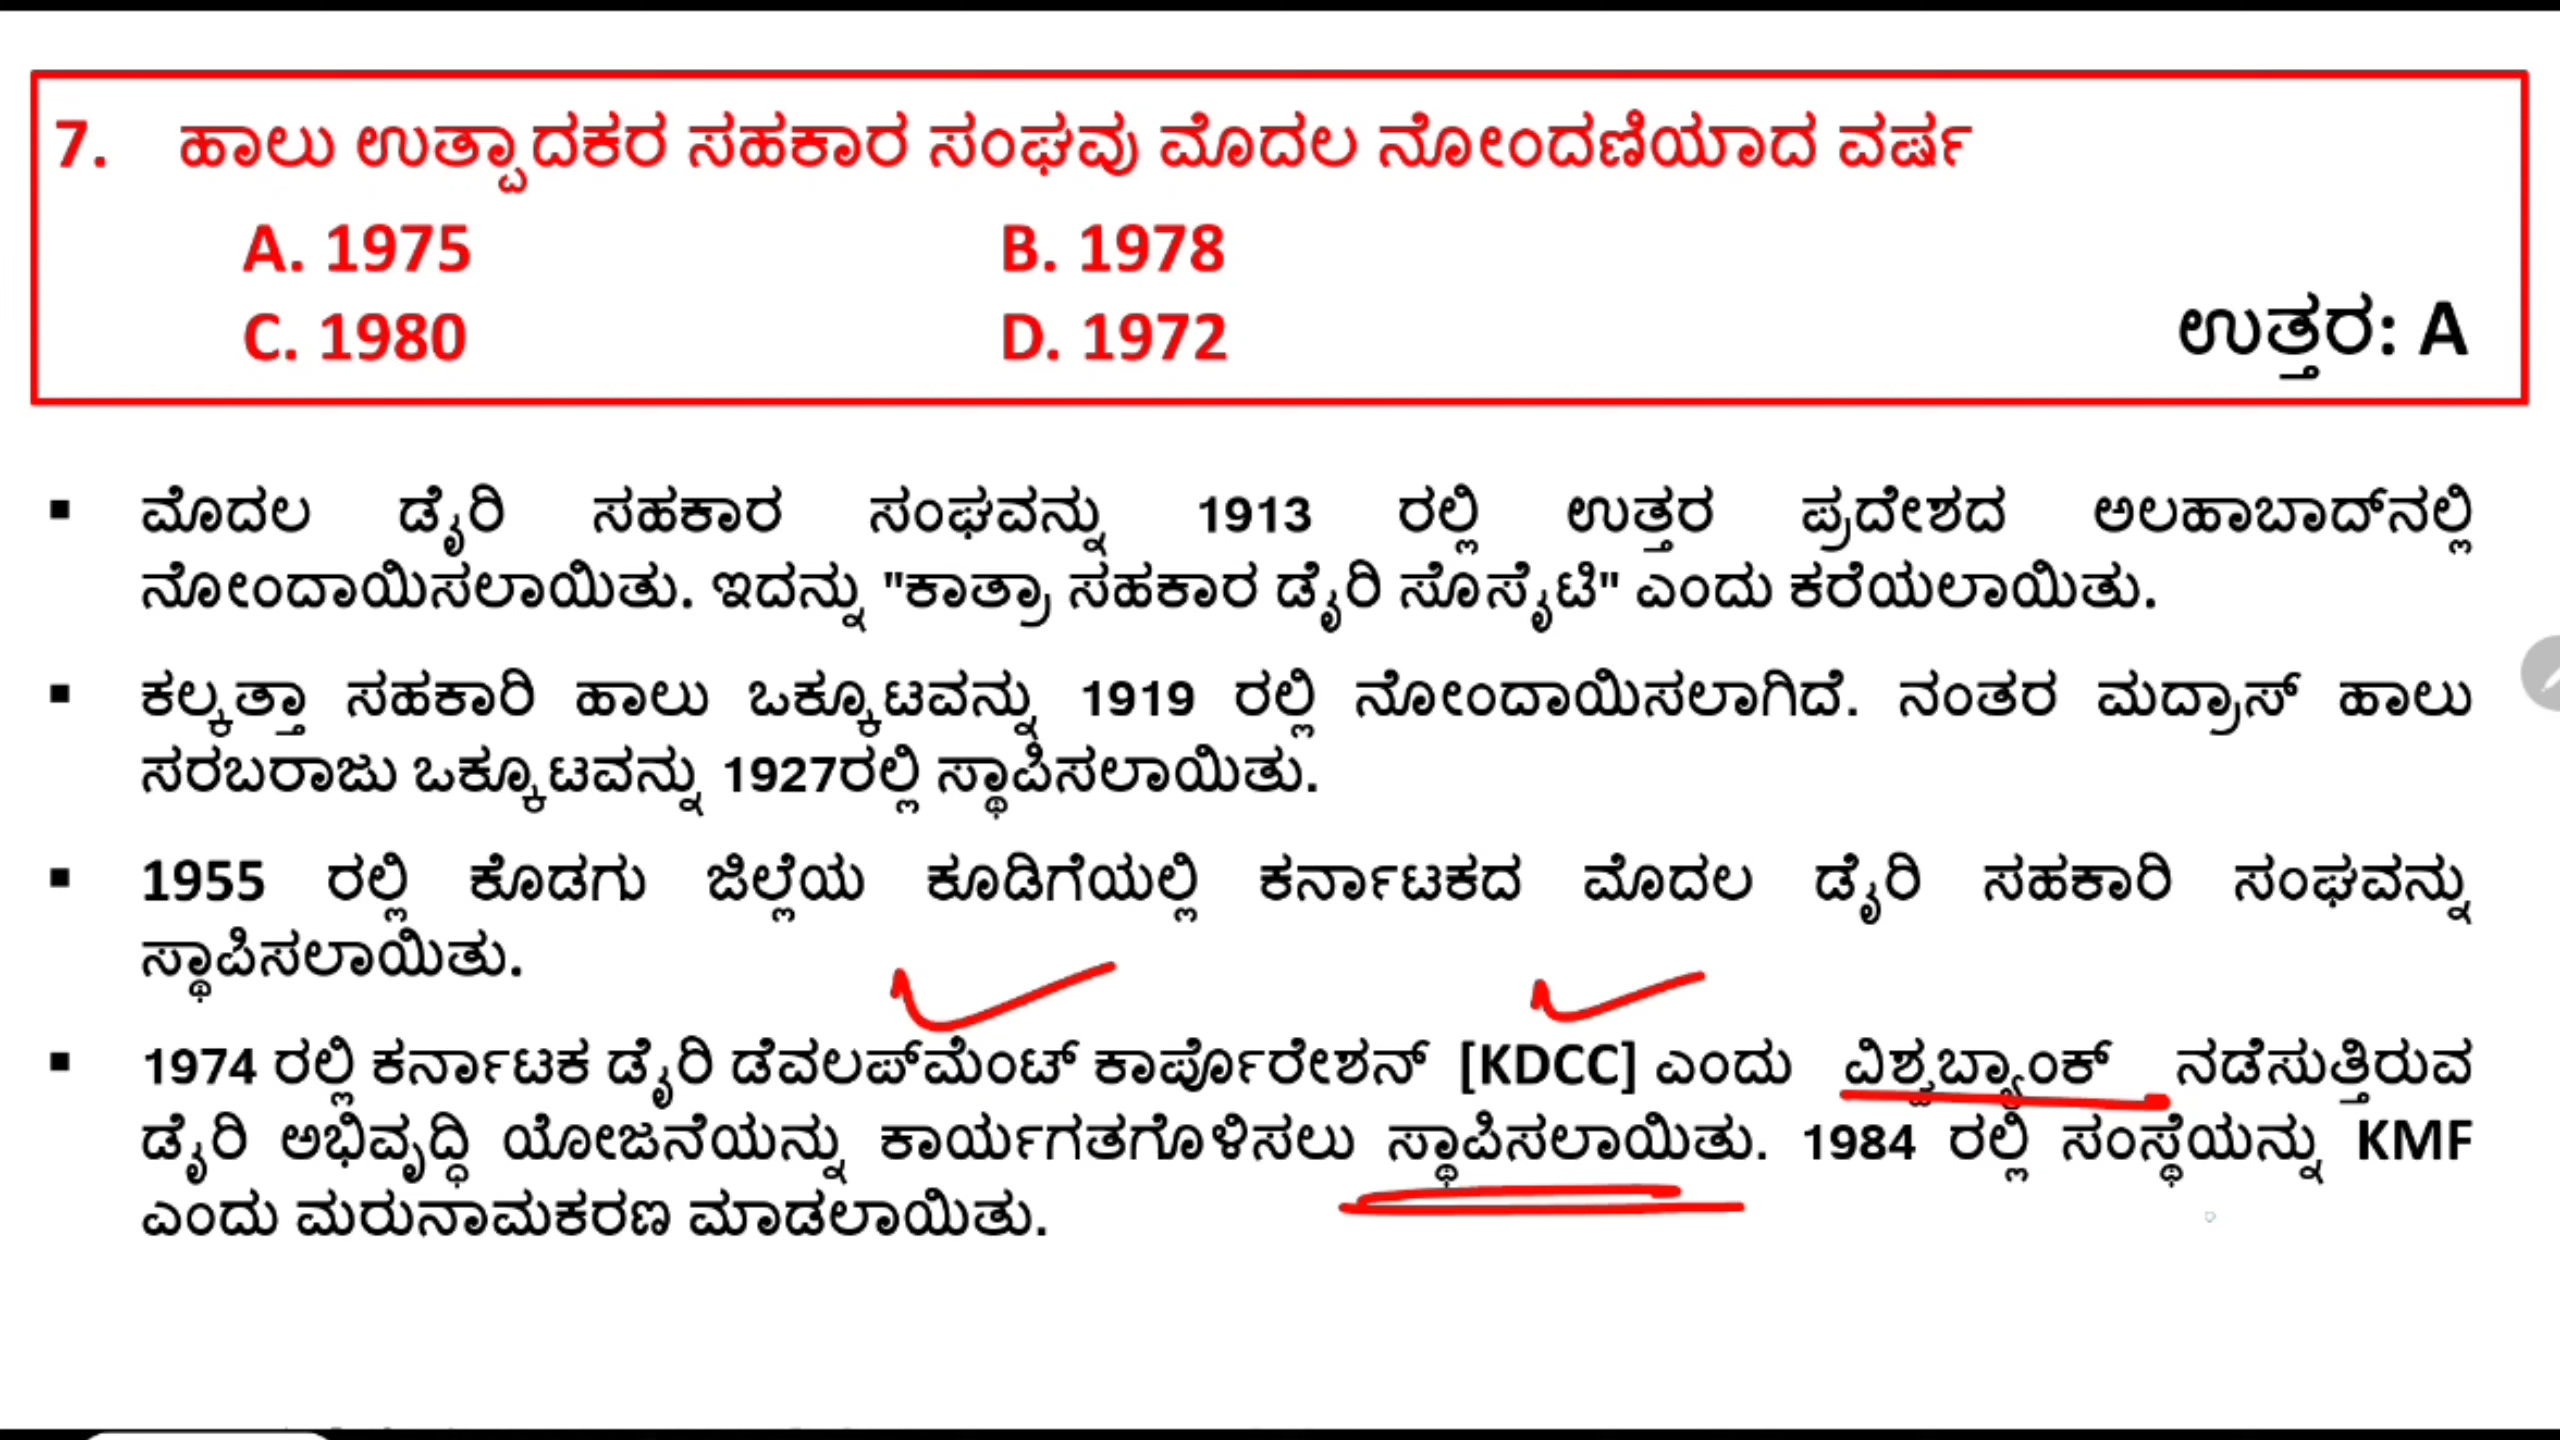 7. ಹಾಲು ಉತ್ಪಾದಕರ ಸಹಕಾರ ಸಂಘವು ಮೊದಲ ನೋಂದಣಿಯಾದ ವರ್ಷ
A. 1975 B. 1978
C. 1980 D. 1972
ಉತ್ತರ: A
▪ ಮೊದಲ ಡೈರಿ ಸಹಕಾರ ಸಂಘವನ್ನು 1913 ರಲ್ಲಿ ಉತ್ತರ ಪ್ರದೇಶದ ಅಲಹಾಬಾದ್‌ನಲ್ಲಿ
ನೋಂದಾಯಿಸಲಾಯಿತು. ಇದನ್ನು "ಕಾತ್ರಾ ಸಹಕಾರ ಡೈರಿ ಸೊಸೈಟಿ" ಎಂದು ಕರೆಯಲಾಯಿತು.
▪ ಕಲ್ಕತ್ತಾ ಸಹಕಾರಿ ಹಾಲು ಒಕ್ಕೂಟವನ್ನು 1919 ರಲ್ಲಿ ನೋಂದಾಯಿಸಲಾಗಿದೆ. ನಂತರ ಮದ್ರಾಸ್ ಹಾಲು
ಸರಬರಾಜು ಒಕ್ಕೂಟವನ್ನು 1927ರಲ್ಲಿ ಸ್ಥಾಪಿಸಲಾಯಿತು.
▪ 1955 ರಲ್ಲಿ ಕೊಡಗು ಜಿಲ್ಲೆಯ ಕೂಡಿಗೆಯಲ್ಲಿ ಕರ್ನಾಟಕದ ಮೊದಲ ಡೈರಿ ಸಹಕಾರಿ ಸಂಘವನ್ನು
ಸ್ಥಾಪಿಸಲಾಯಿತು.
▪ 1974 ರಲ್ಲಿ ಕರ್ನಾಟಕ ಡೈರಿ ಡೆವಲಪ್‌ಮೆಂಟ್ ಕಾರ್ಪೊರೇಶನ್ [KDCC] ಎಂದು ವಿಶ್ವಬ್ಯಾಂಕ್ ನಡೆಸುತ್ತಿರುವ
ಡೈರಿ ಅಭಿವೃದ್ಧಿ ಯೋಜನೆಯನ್ನು ಕಾರ್ಯಗತಗೊಳಿಸಲು ಸ್ಥಾಪಿಸಲಾಯಿತು. 1984 ರಲ್ಲಿ ಸಂಸ್ಥೆಯನ್ನು KMF
ಎಂದು ಮರುನಾಮಕರಣ ಮಾಡಲಾಯಿತು.